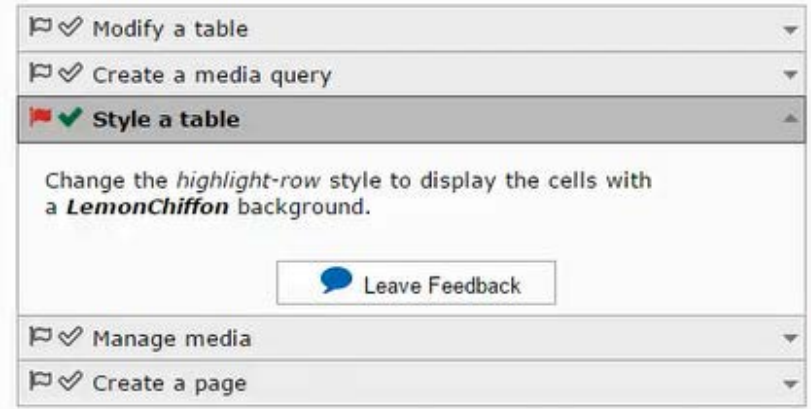 Modify a table
Create a media query
Style a table
Change the highlight-row style to display the cells with
a LemonChiffon background.
Leave Feedback
Manage media
Create a page